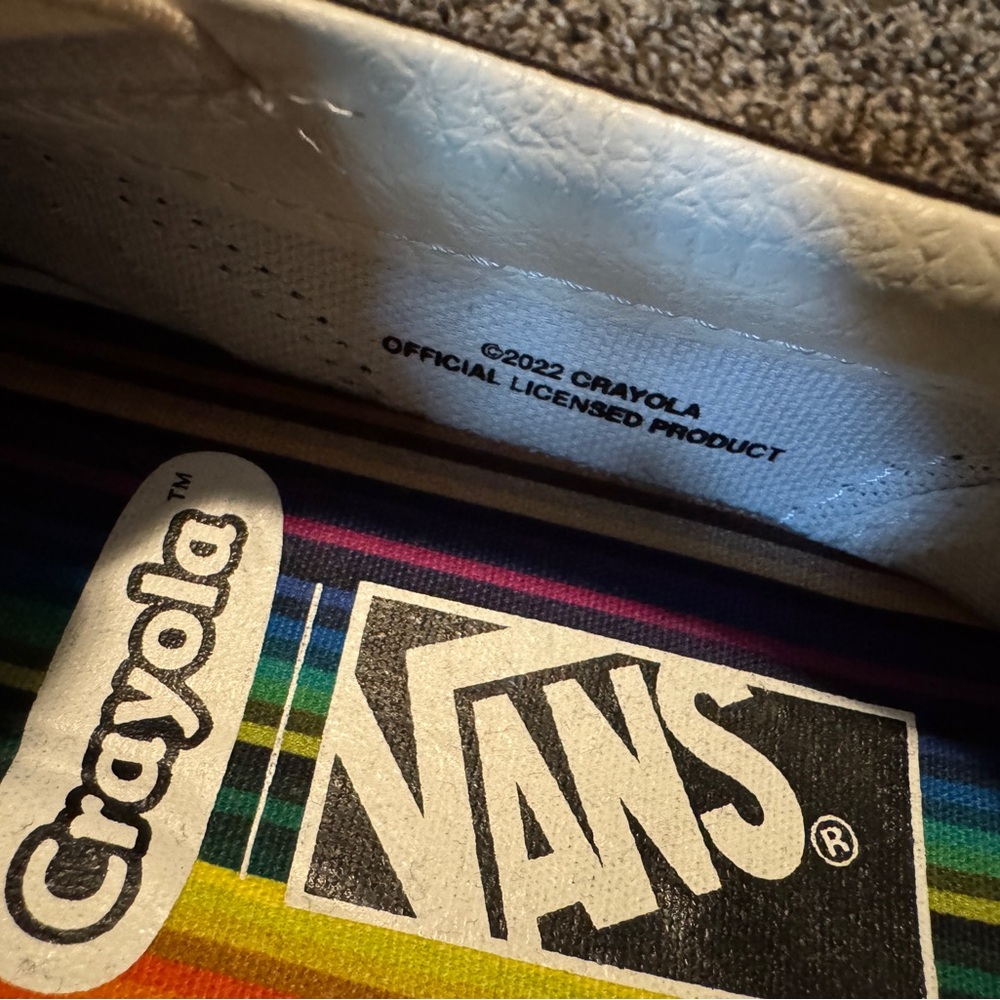 ©2022 CRAYOLA
OFFICIAL LICENSED PRODUCT
Crayola™
VANS®